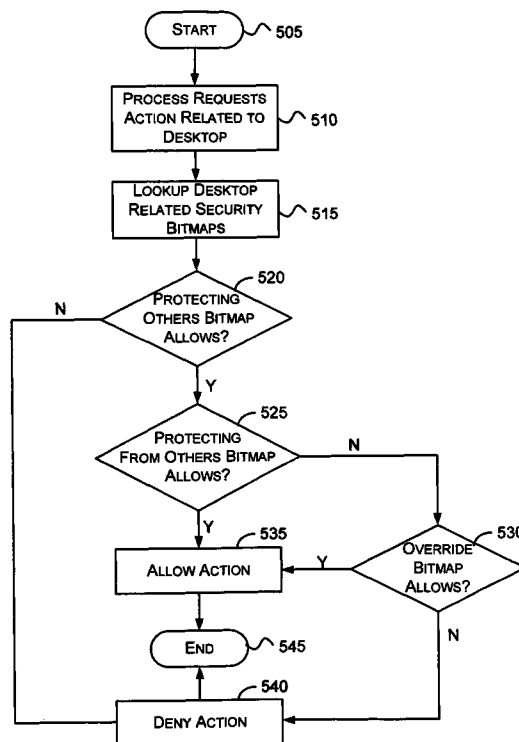 START
505
PROCESS REQUESTS
ACTION RELATED TO
DESKTOP
510
LOOKUP DESKTOP
RELATED SECURITY
BITMAPS
515
520
N
PROTECTING
OTHERS BITMAP
ALLOWS?
Y
525
PROTECTING
FROM OTHERS BITMAP
ALLOWS?
N
Y
535
530
ALLOW ACTION
Y
OVERRIDE
BITMAP
ALLOWS?
END
545
N
540
DENY ACTION